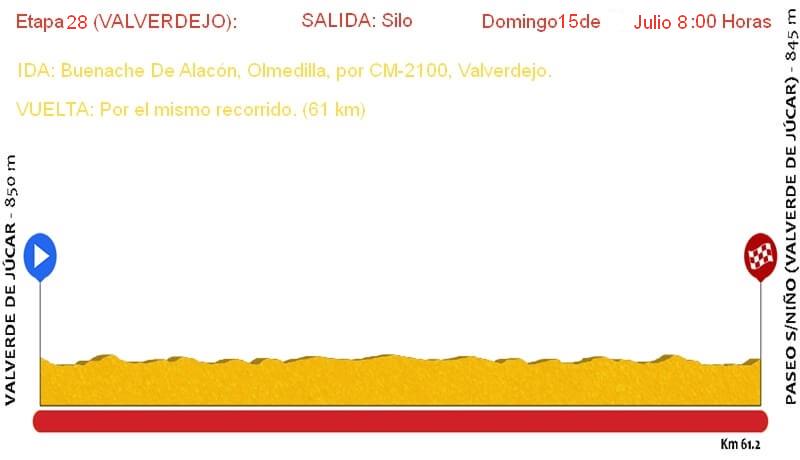 Etapa 28 (VALVERDEJO): SALIDA: Silo Domingo15de Julio 8:00 Horas
IDA: Buenache De Alacón, Olmedilla, por CM-2100, Valverdejo.
VUELTA: Por el mismo recorrido. (61 km)
VALVERDE DE JÚCAR - 850 m
PASEO S/NIÑO (VALVERDE DE JÚCAR) - 845 m
Km 61.2